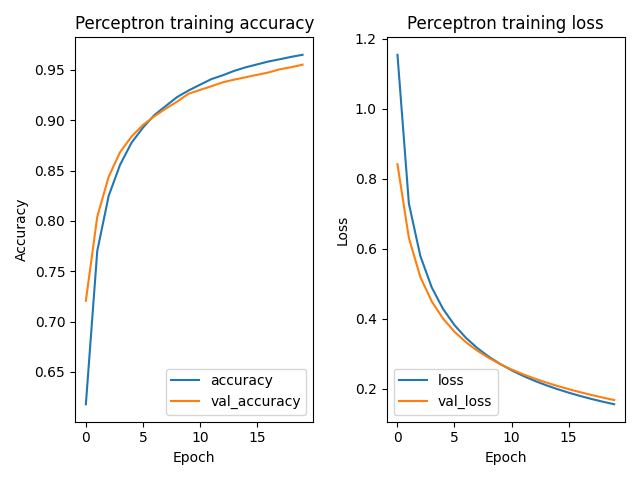 Perceptron training accuracy
0.95
0.90
0.85
0.80
0.75
0.70
0.65
Accuracy
0
5
10
15
Epoch
accuracy
val_accuracy
Perceptron training loss
1.2
1.0
0.8
0.6
0.4
0.2
Loss
0
5
10
15
Epoch
loss
val_loss